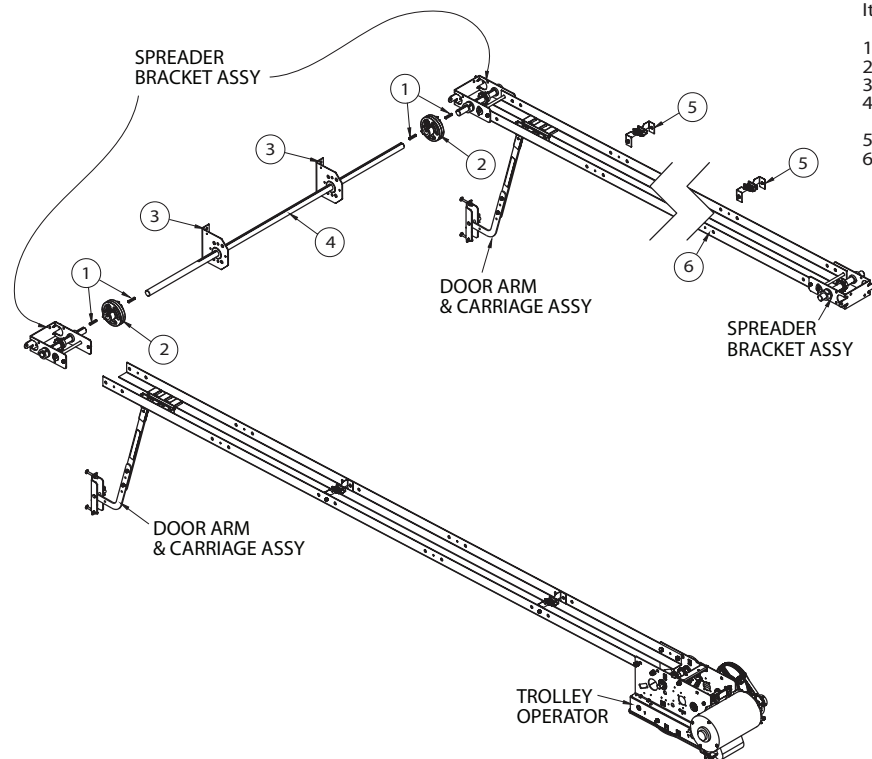 It
1
2
3
4
5
6
SPREADER
BRACKET ASSY
1
5
3
2
5
3
4
6
1
DOOR ARM
& CARRIAGE ASSY
2
SPREADER
BRACKET ASSY
DOOR ARM
& CARRIAGE ASSY
TROLLEY
OPERATOR